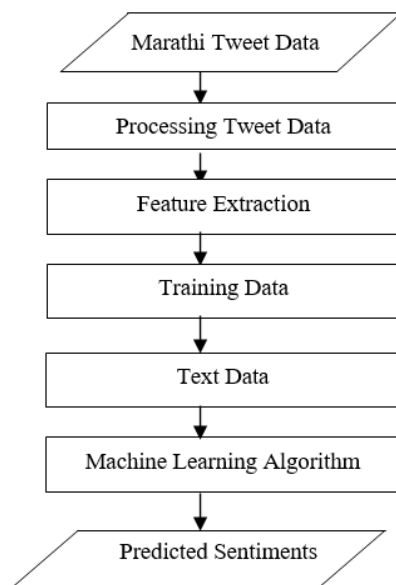 Marathi Tweet Data
Processing Tweet Data
Feature Extraction
Training Data
Text Data
Machine Learning Algorithm
Predicted Sentiments